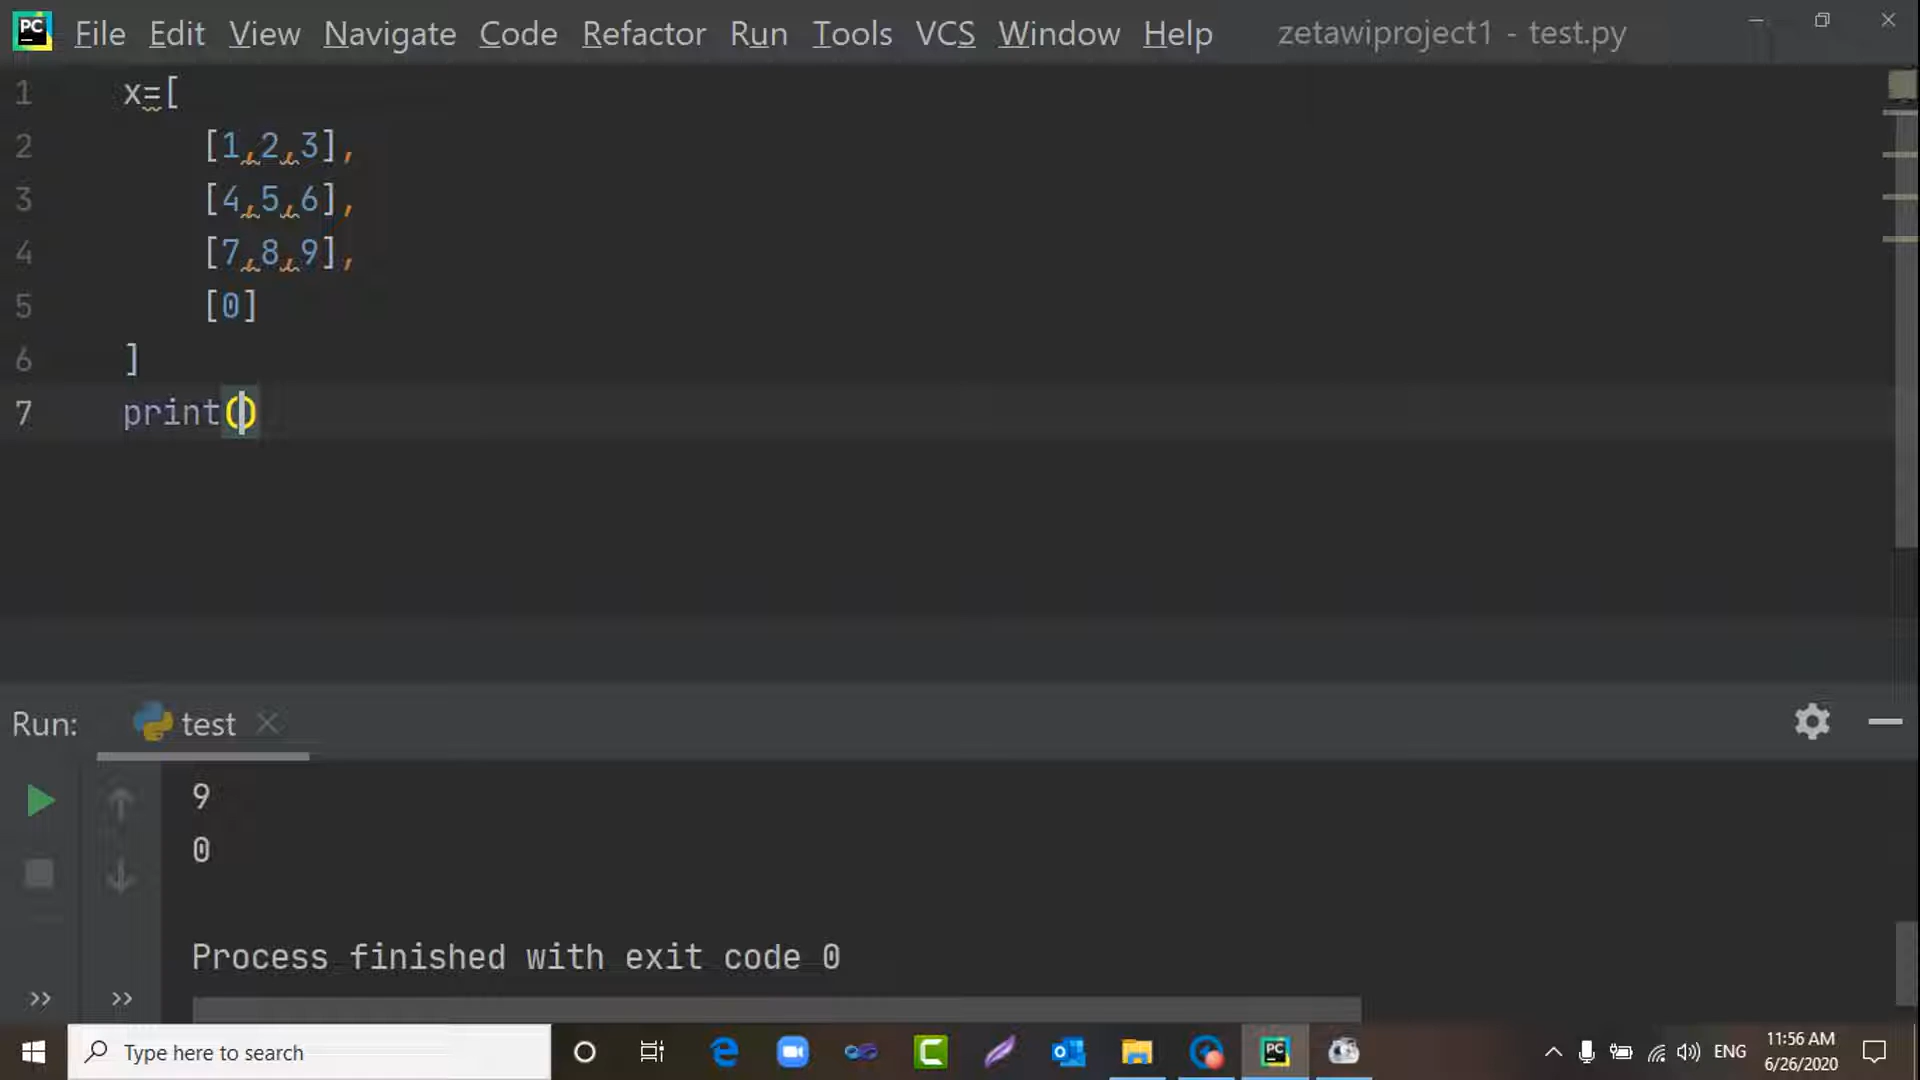 PC File Edit View Navigate Code Refactor Run Tools VCS Window Help zetawiproject1 - test.py
1 x=[
2 [1,2,3],
3 [4,5,6],
4 [7,8,9],
5 [0]
6 ]
7 print()
Run: test
9
0
Process finished with exit code 0
>> >>
Type here to search
PC
ENG
11:56 AM
6/26/2020